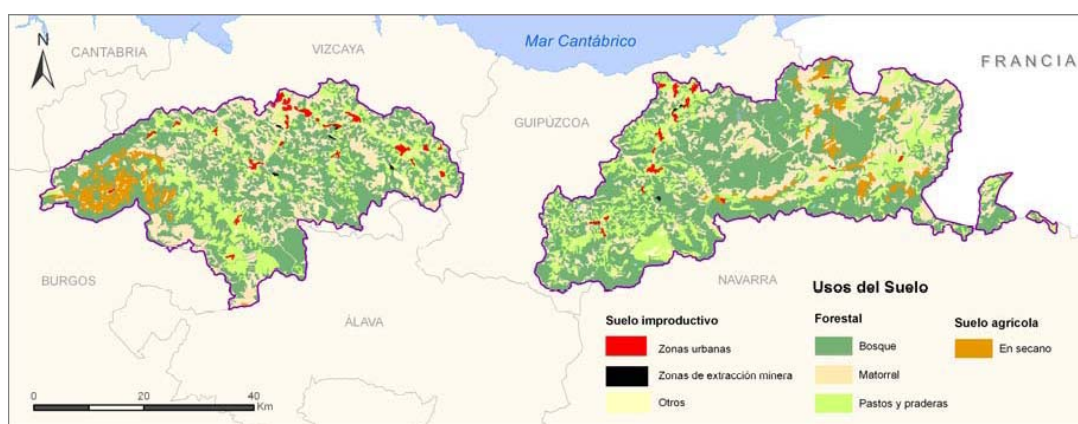 N
CANTABRIA
VIZCAYA
Mar Cantábrico
FRANCIA
GUIPÚZCOA
BURGOS
ÁLAVA
NAVARRA
Usos del Suelo
Suelo improductivo
Zonas urbanas
Zonas de extracción minera
Otros
Forestal
Bosque
Matorral
Pastos y praderas
Suelo agrícola
En secano
0 20 40
Km